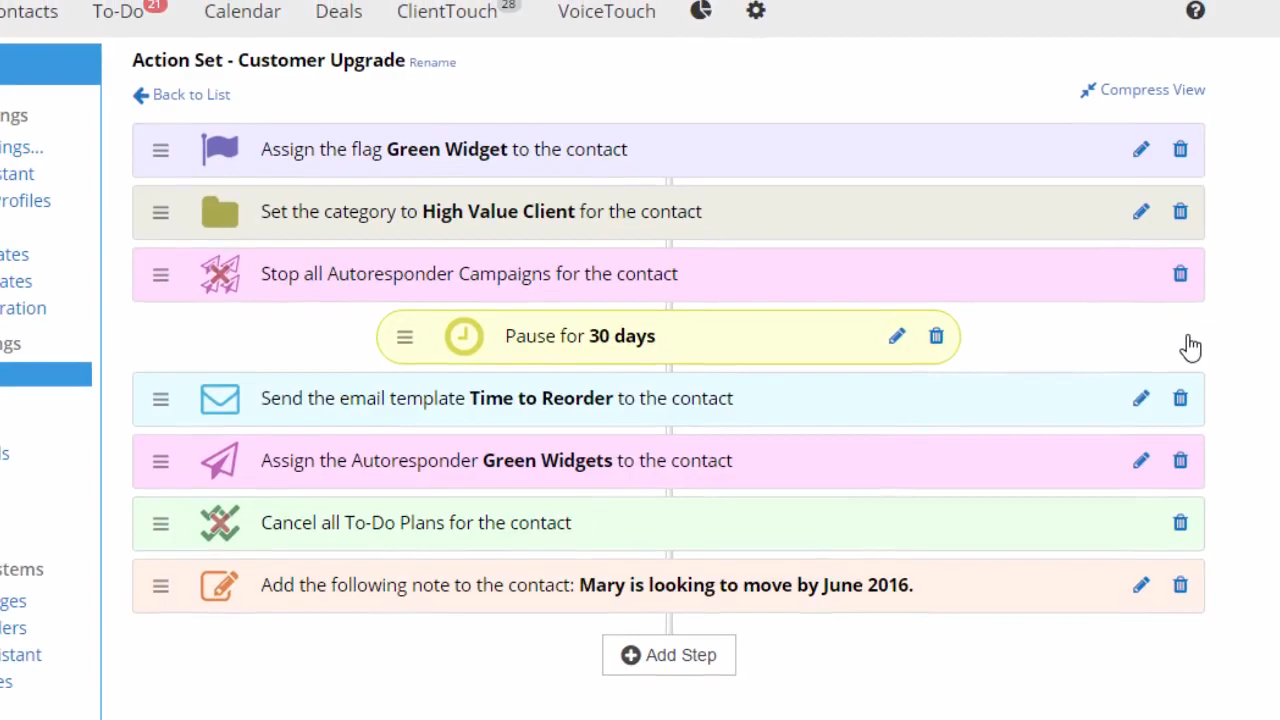 ontacts To-Do 21 Calendar Deals ClientTouch 28 VoiceTouch
Action Set - Customer Upgrade Rename
Back to List
Compress View
ngs
ings...
stant
Profiles
ates
ates
ration
ngs
s
stems
ges
lers
istant
es
Assign the flag Green Widget to the contact
Set the category to High Value Client for the contact
Stop all Autoresponder Campaigns for the contact
Pause for 30 days
Send the email template Time to Reorder to the contact
Assign the Autoresponder Green Widgets to the contact
Cancel all To-Do Plans for the contact
Add the following note to the contact: Mary is looking to move by June 2016.
Add Step